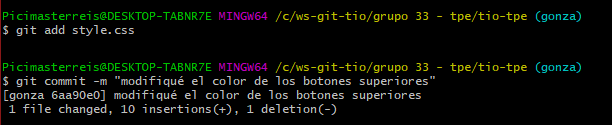 Picimasterreis@DESKTOP-TABNR7E MINGW64 /c/ws-git-tio/grupo 33 - tpe/tio-tpe (gonza)
$ git add style.css
Picimasterreis@DESKTOP-TABNR7E MINGW64 /c/ws-git-tio/grupo 33 - tpe/tio-tpe (gonza)
$ git commit -m "modifiqué el color de los botones superiores"
[gonza 6aa90e0] modifiqué el color de los botones superiores
1 file changed, 10 insertions(+), 1 deletion(-)